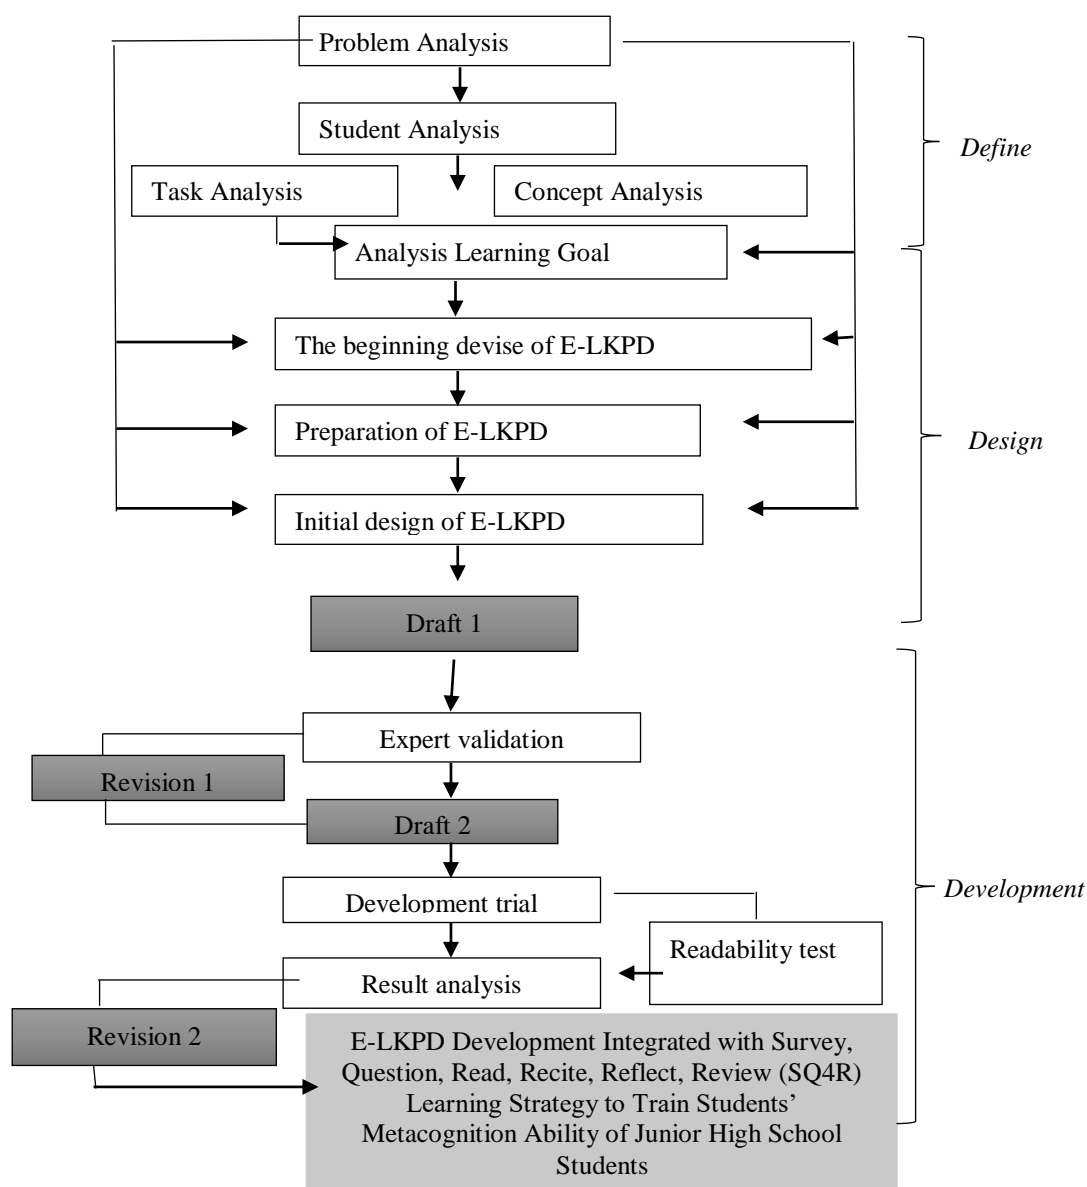 Problem Analysis
Student Analysis
Define
Task Analysis
Concept Analysis
Analysis Learning Goal
The beginning devise of E-LKPD
Preparation of E-LKPD
Design
Initial design of E-LKPD
Draft 1
Expert validation
Revision 1
Draft 2
Development trial
Development
Readability test
Result analysis
Revision 2
E-LKPD Development Integrated with Survey,
Question, Read, Recite, Reflect, Review (SQ4R)
Learning Strategy to Train Students’
Metacognition Ability of Junior High School
Students